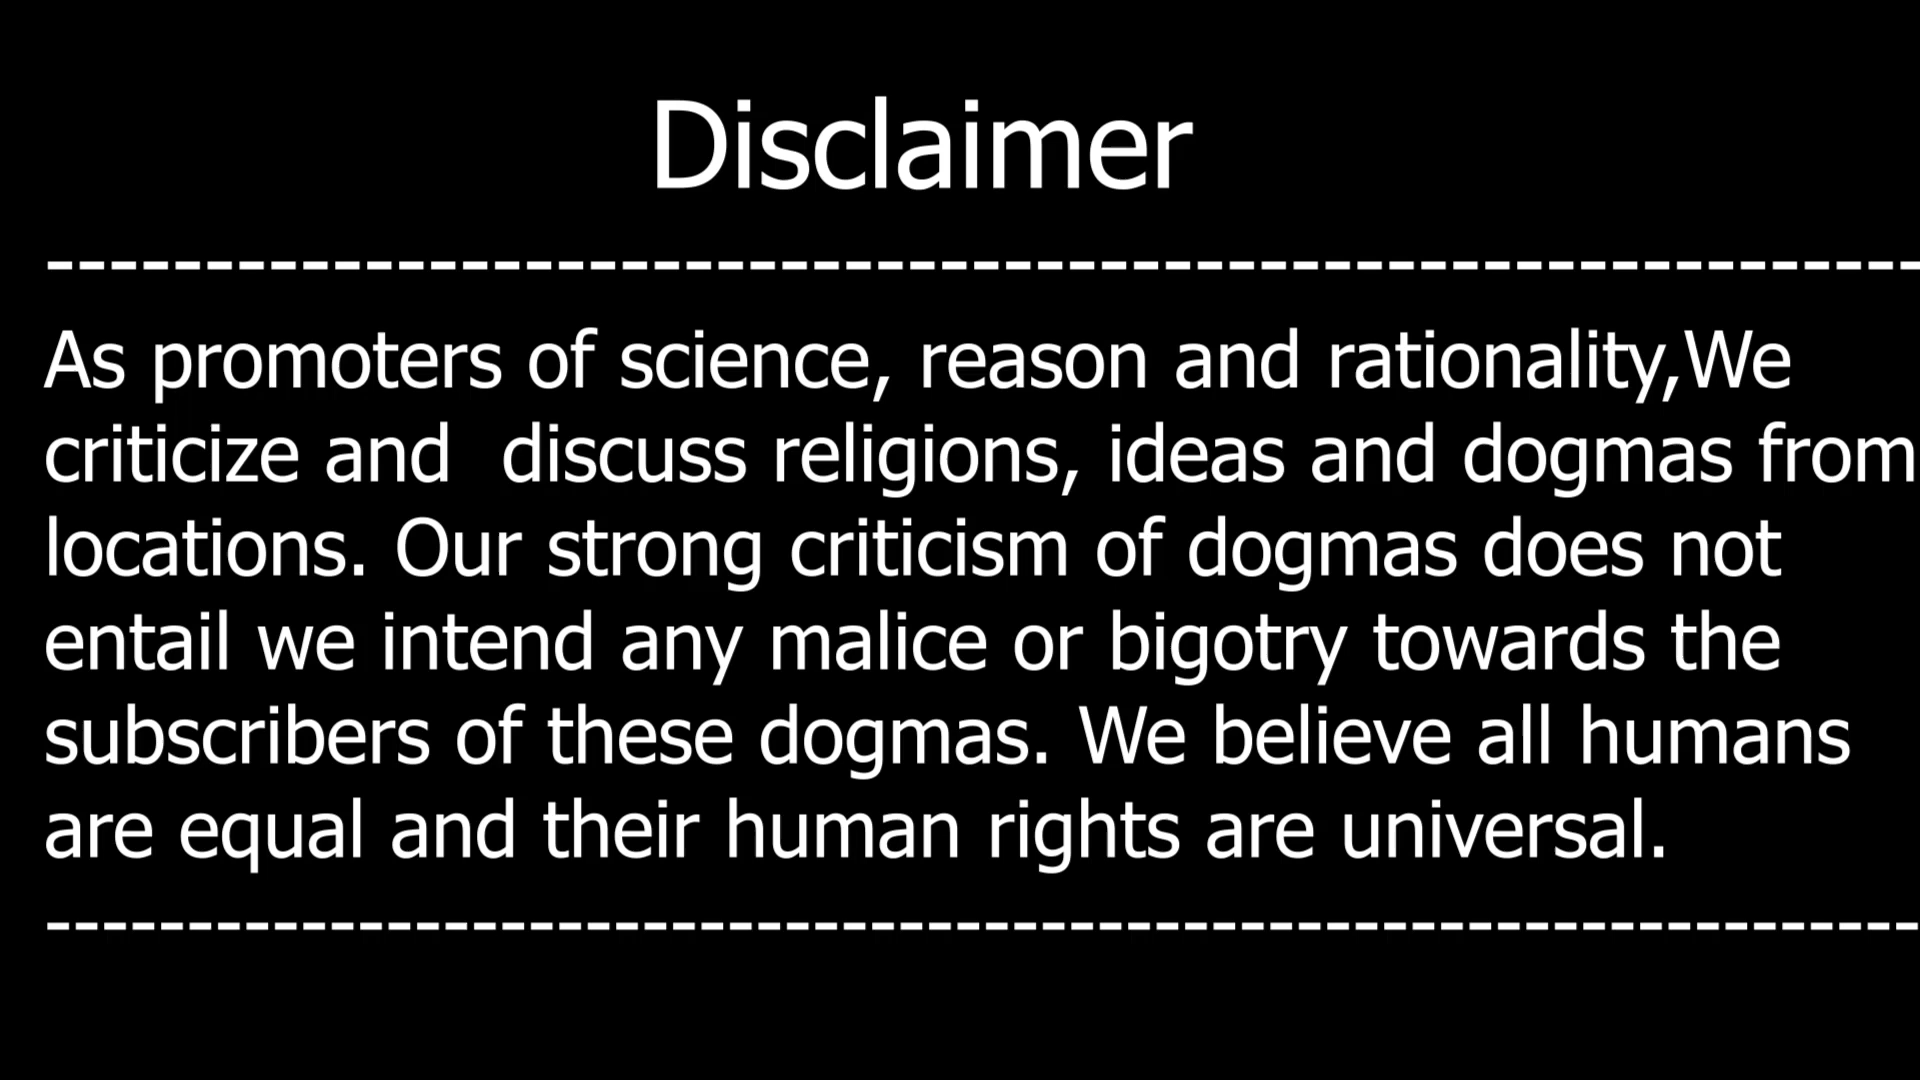 Disclaimer
------------------------------------------------------------
As promoters of science, reason and rationality,We
criticize and  discuss religions, ideas and dogmas from
locations. Our strong criticism of dogmas does not
entail we intend any malice or bigotry towards the
subscribers of these dogmas. We believe all humans
are equal and their human rights are universal.
------------------------------------------------------------------